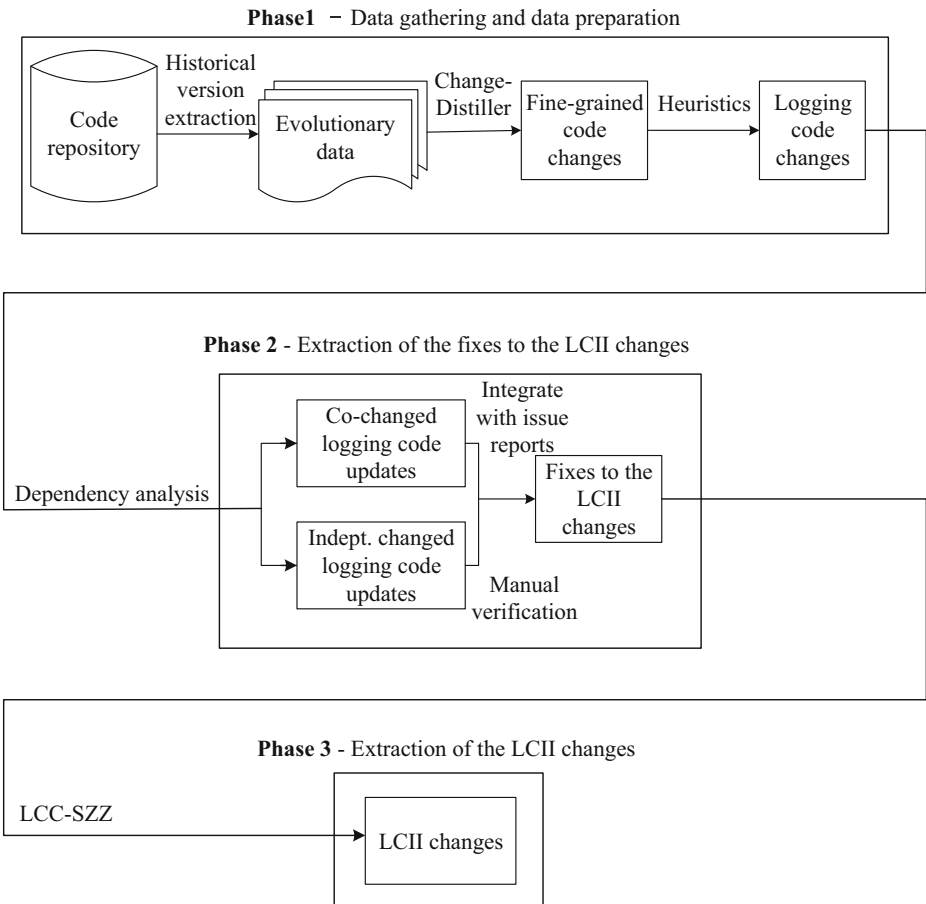 Phase1 – Data gathering and data preparation
Code
repository
Historical
version
extraction
Evolutionary
data
Change-
Distiller
Fine-grained
code
changes
Heuristics
Logging
code
changes
Phase 2 - Extraction of the fixes to the LCII changes
Dependency analysis
Co-changed
logging code
updates
Indept. changed
logging code
updates
Integrate
with issue
reports
Manual
verification
Fixes to the
LCII
changes
Phase 3 - Extraction of the LCII changes
LCC-SZZ
LCII changes